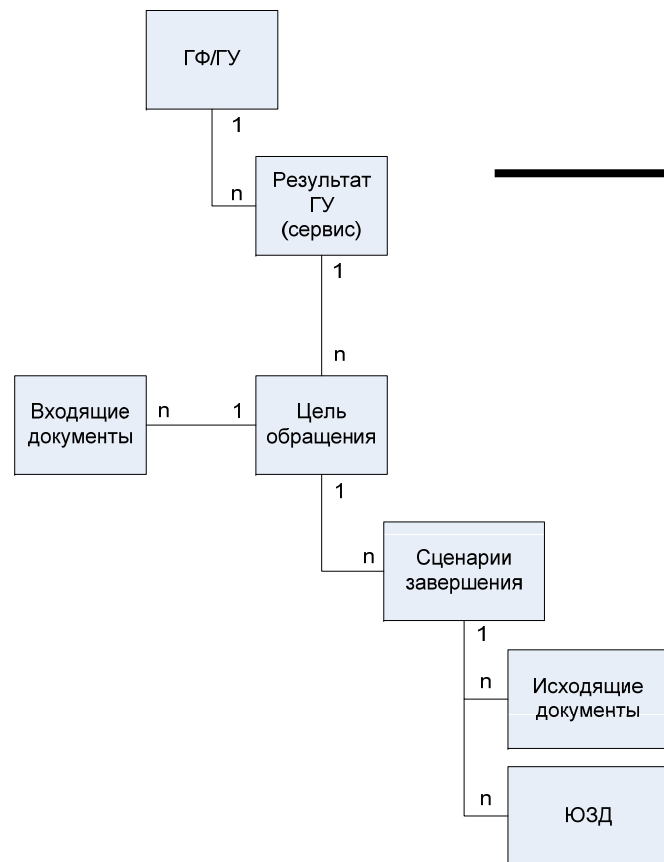 ГФ/ГУ
1
n
Результат
ГУ
(сервис)
1
n
Входящие
документы
n
1
Цель
обращения
1
n
Сценарии
завершения
1
n
Исходящие
документы
n
ЮЗД